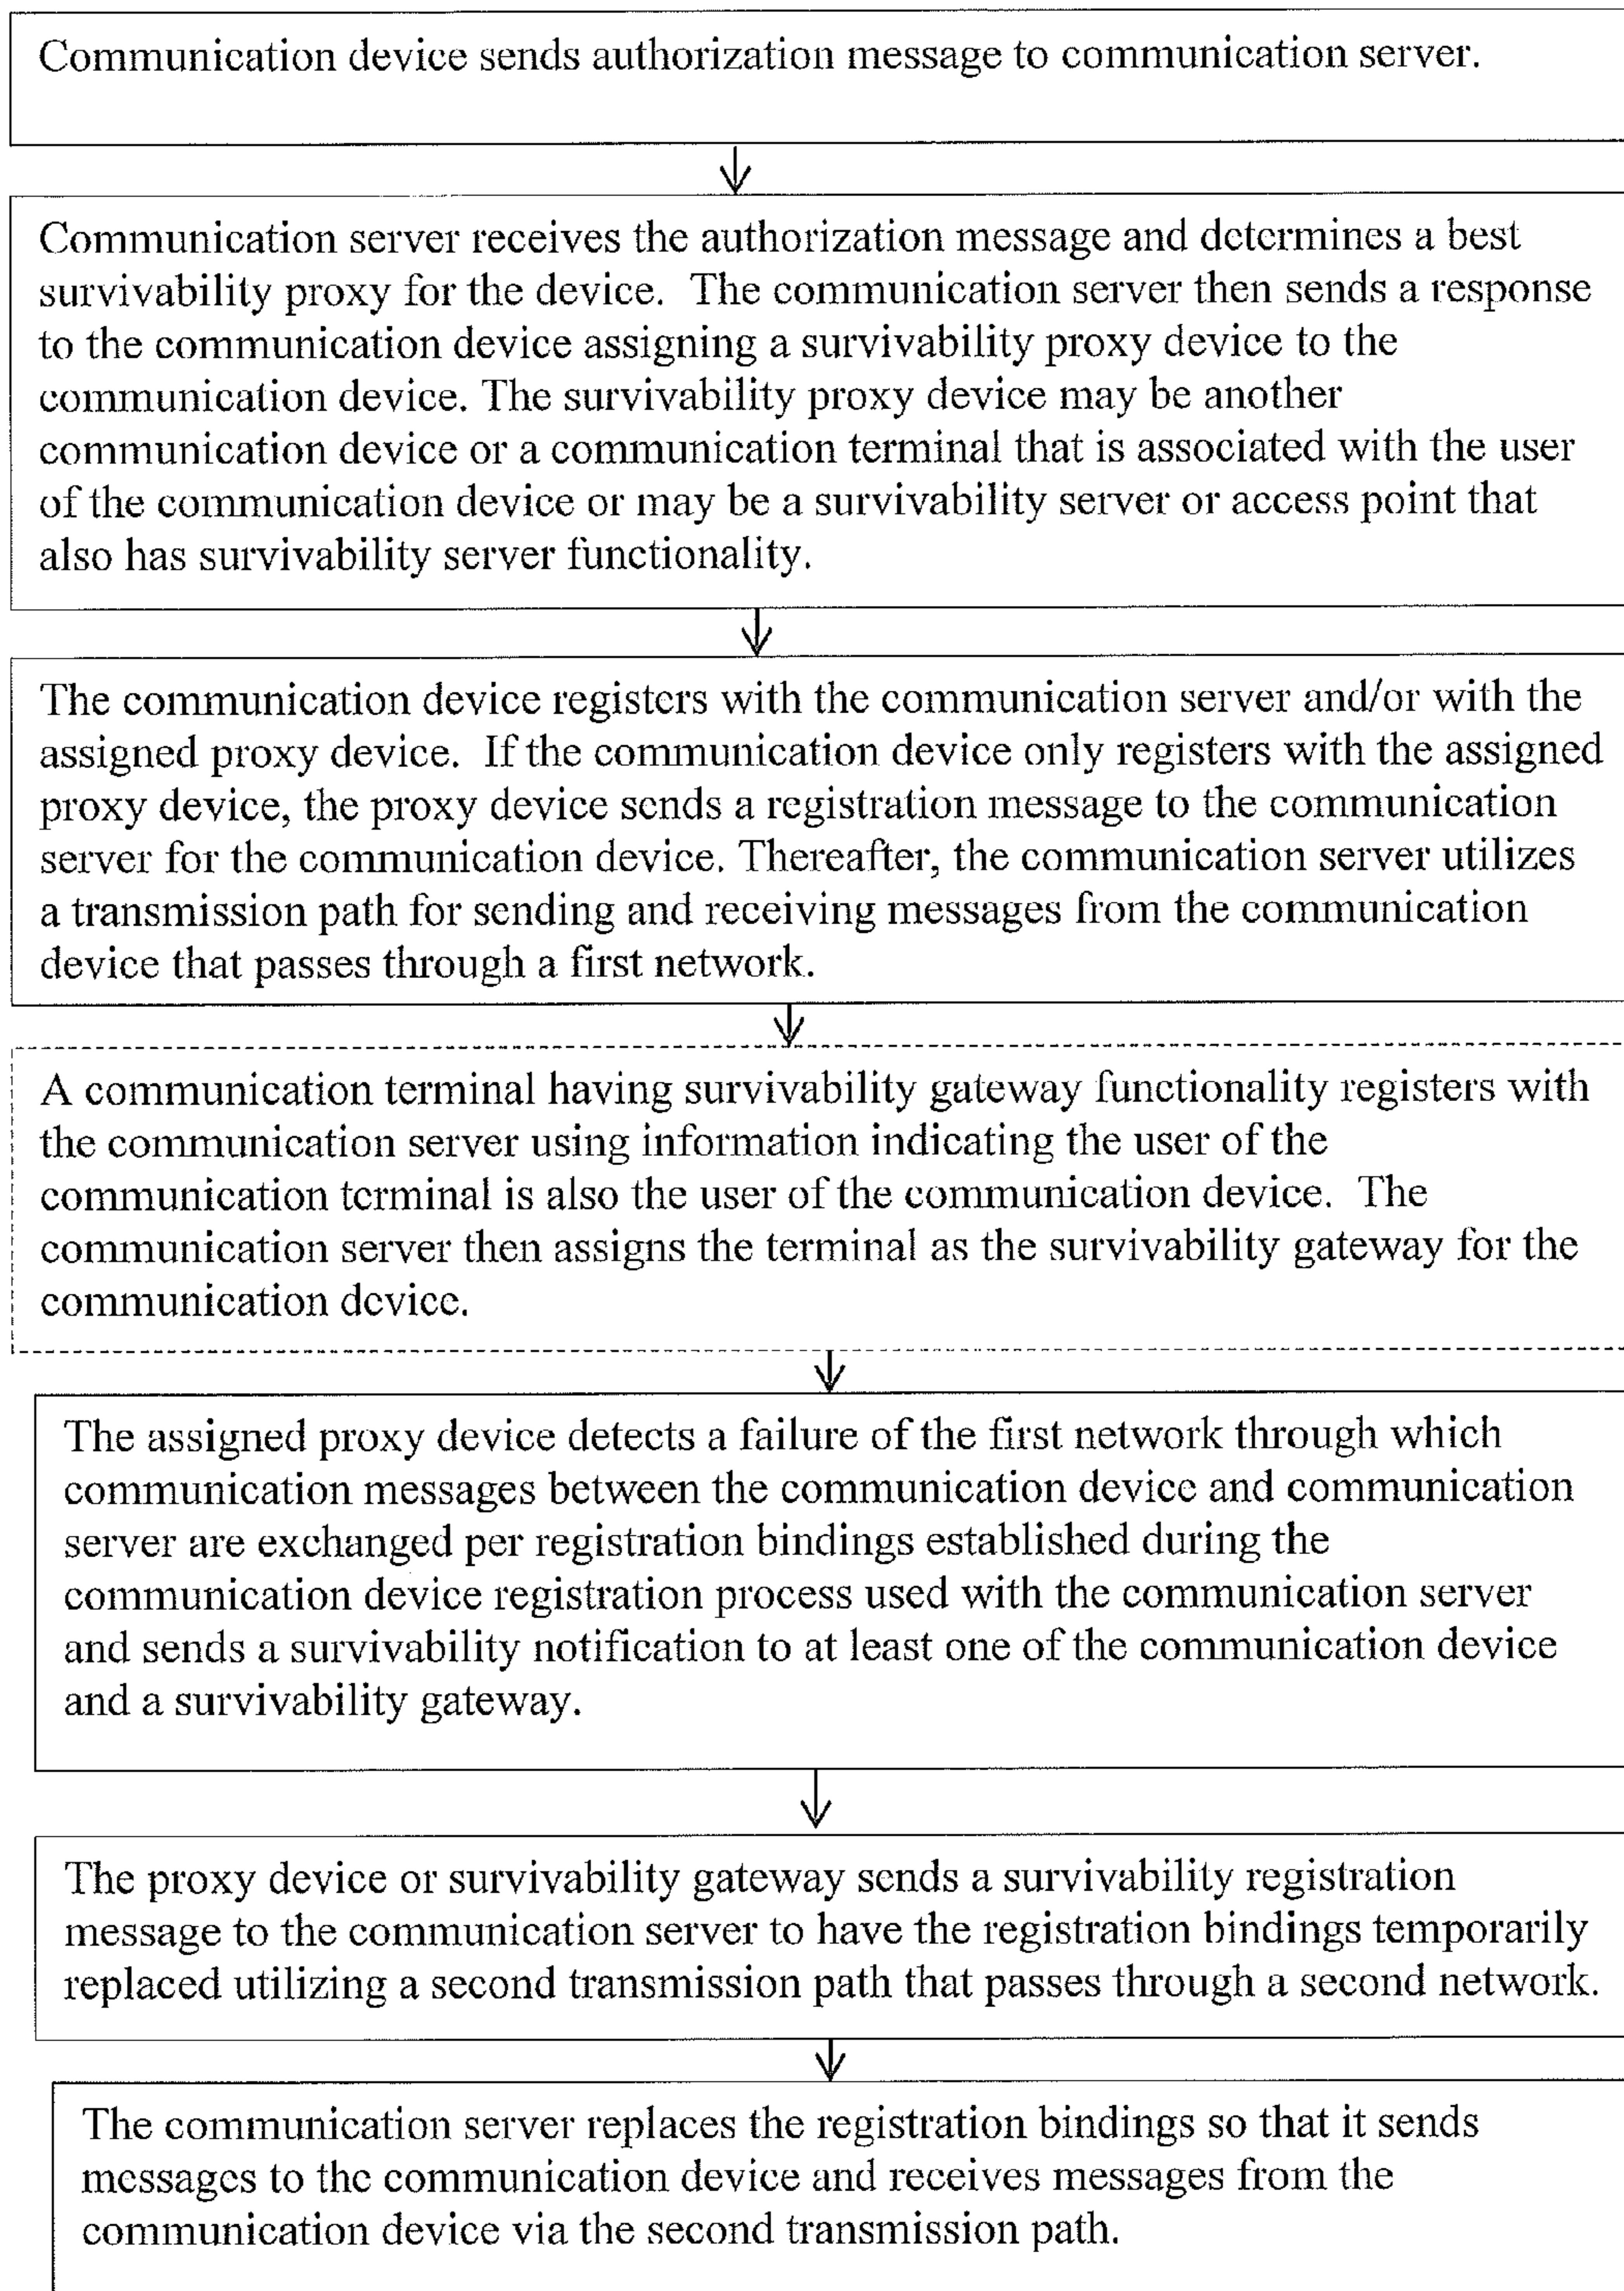 Communication device sends authorization message to communication server.
Communication server receives the authorization message and determines a best
survivability proxy for the device. The communication server then sends a response
to the communication device assigning a survivability proxy device to the
communication device. The survivability proxy device may be another
communication device or a communication terminal that is associated with the user
of the communication device or may be a survivability server or access point that
also has survivability server functionality.
The communication device registers with the communication server and/or with the
assigned proxy device. If the communication device only registers with the assigned
proxy device, the proxy device sends a registration message to the communication
server for the communication device. Thereafter, the communication server utilizes
a transmission path for sending and receiving messages from the communication
device that passes through a first network.
A communication terminal having survivability gateway functionality registers with
the communication server using information indicating the user of the
communication terminal is also the user of the communication device. The
communication server then assigns the terminal as the survivability gateway for the
communication device.
The assigned proxy device detects a failure of the first network through which
communication messages between the communication device and communication
server are exchanged per registration bindings established during the
communication device registration process used with the communication server
and sends a survivability notification to at least one of the communication device
and a survivability gateway.
The proxy device or survivability gateway sends a survivability registration
message to the communication server to have the registration bindings temporarily
replaced utilizing a second transmission path that passes through a second network.
The communication server replaces the registration bindings so that it sends
messages to the communication device and receives messages from the
communication device via the second transmission path.